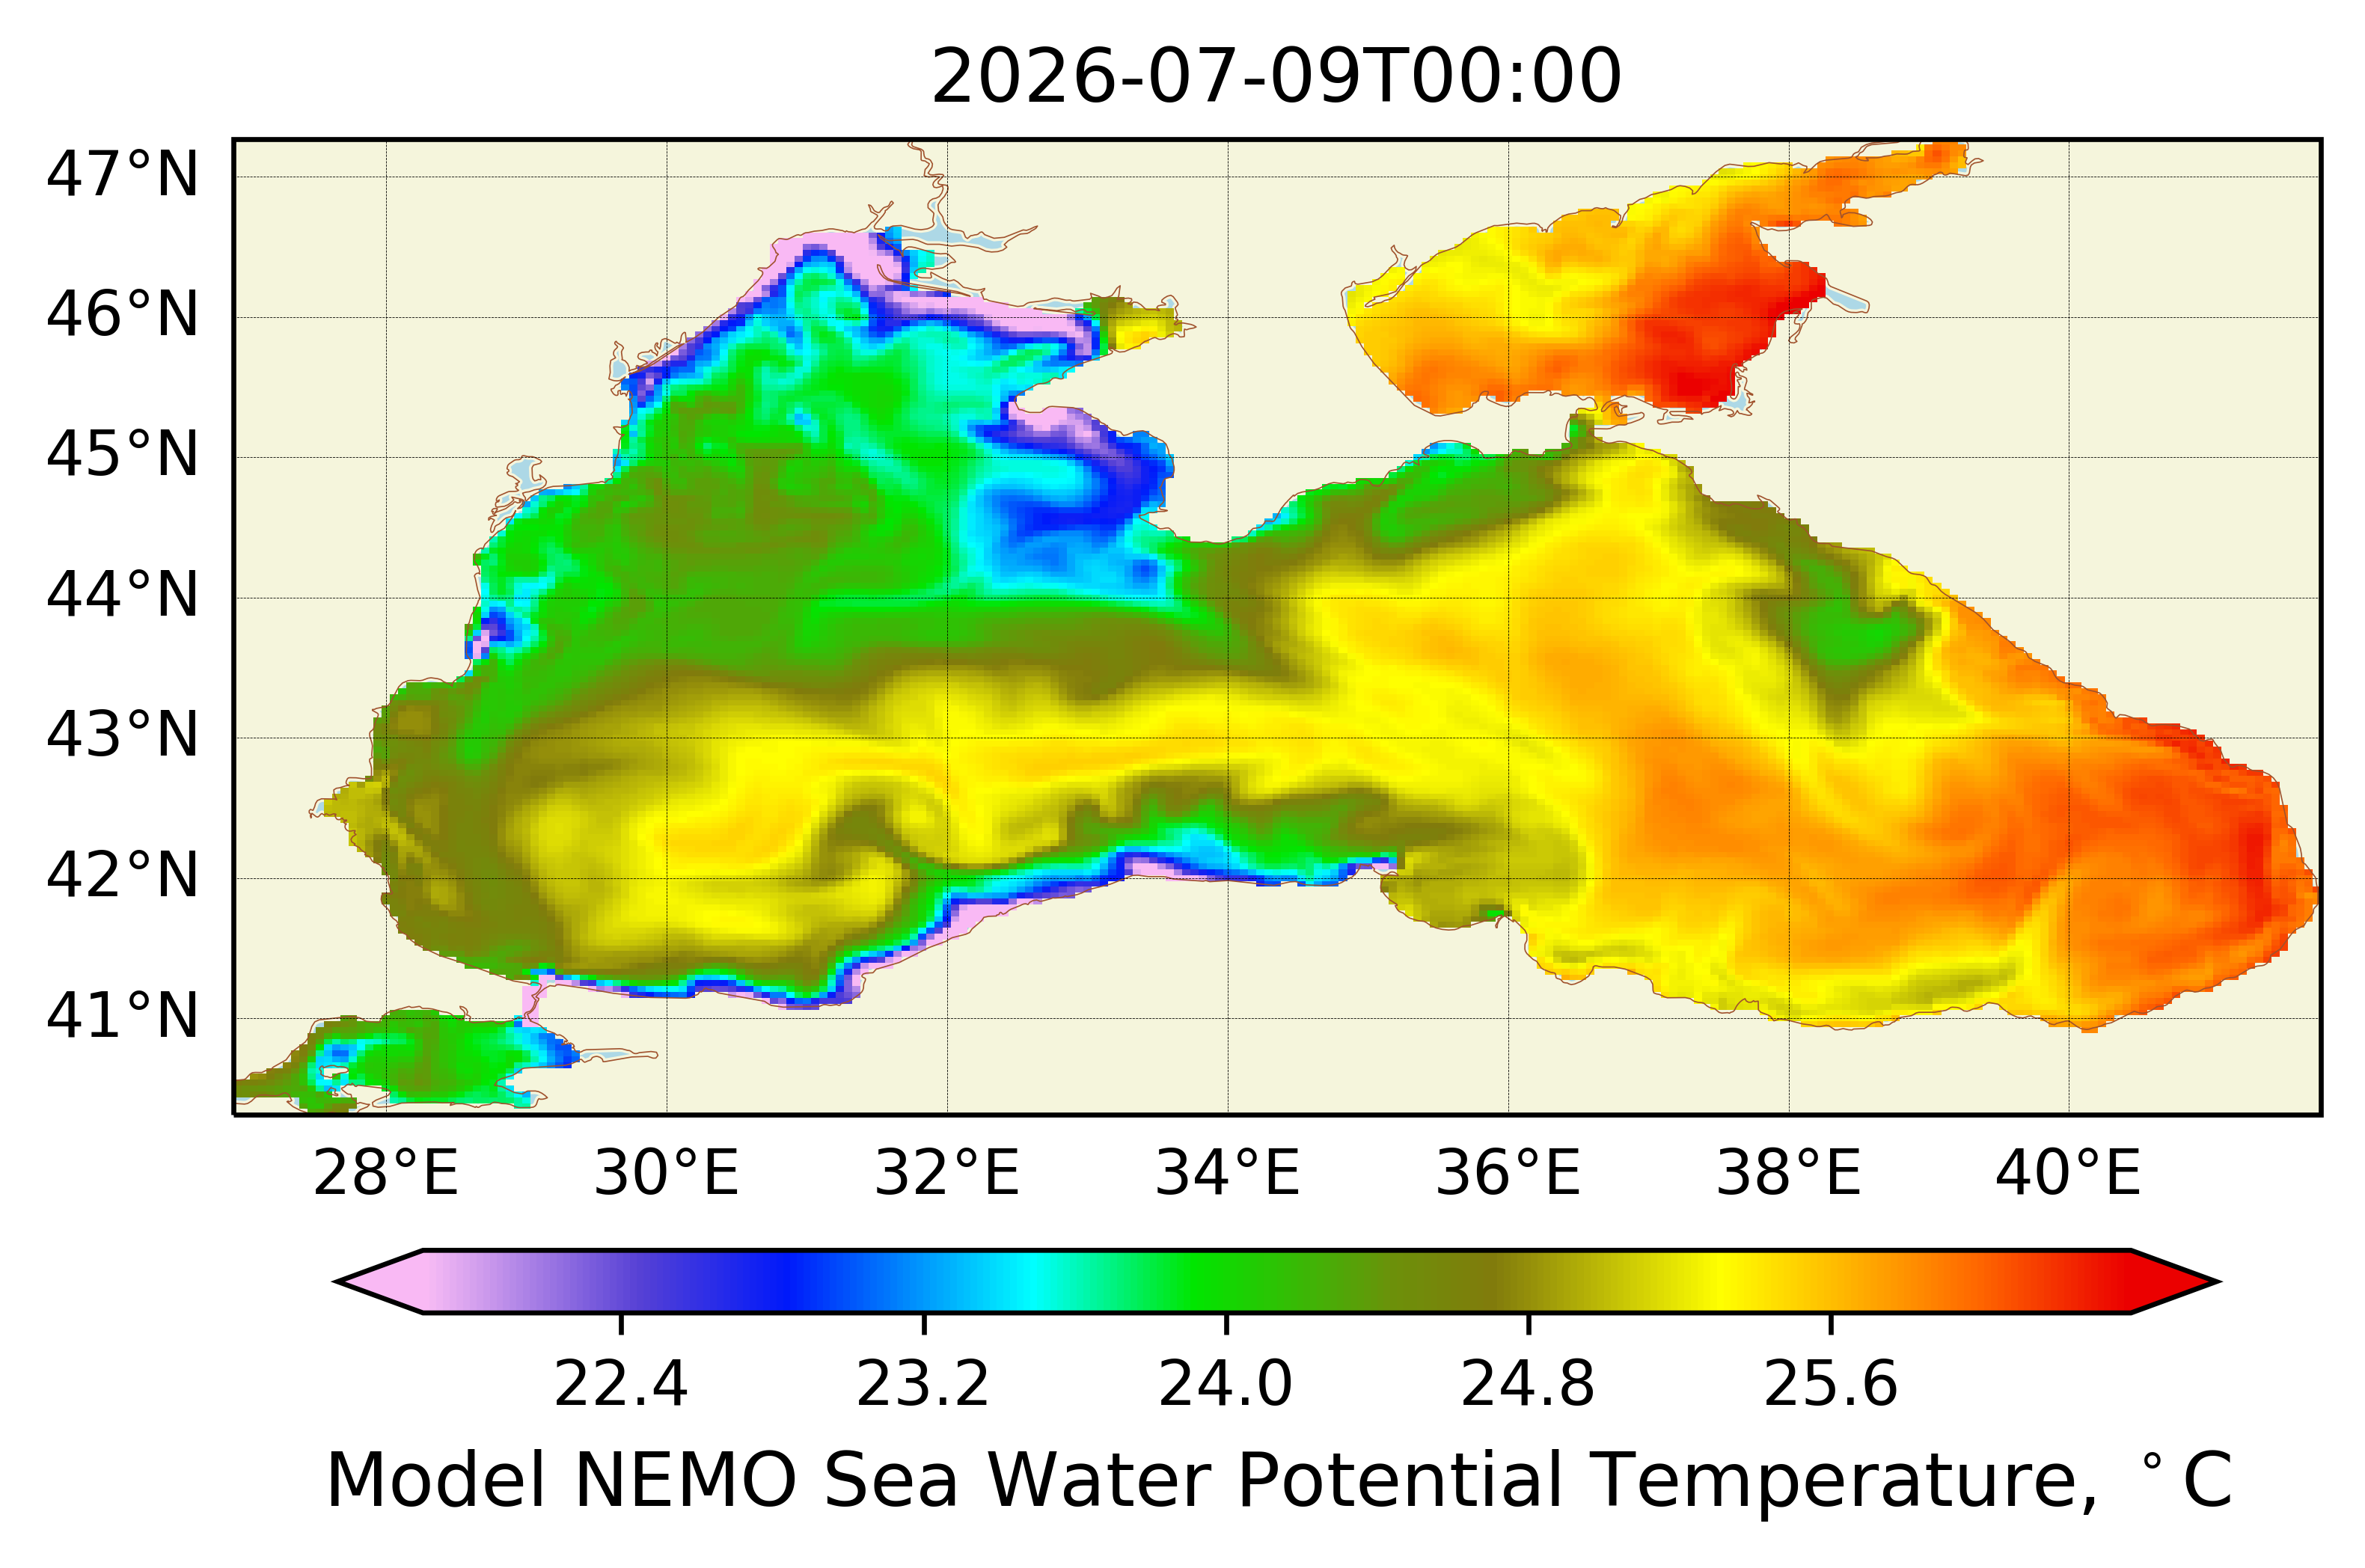 2026-07-09T00:00
47°N
46°N
45°N
44°N
43°N
42°N
41°N
28°E 30°E 32°E 34°E 36°E 38°E 40°E
22.4 23.2 24.0 24.8 25.6
Model NEMO Sea Water Potential Temperature, °C